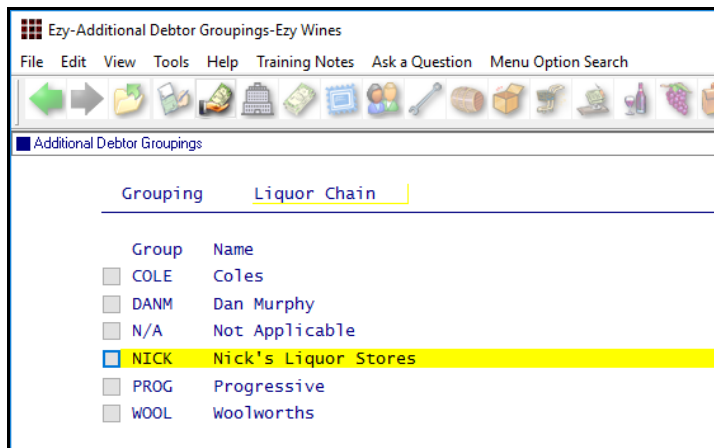 Ezy-Additional Debtor Groupings-Ezy Wines
File Edit View Tools Help Training Notes Ask a Question Menu Option Search
Additional Debtor Groupings
Grouping Liquor Chain
Group Name
COLE Coles
DANM Dan Murphy
N/A Not Applicable
NICK Nick's Liquor Stores
PROG Progressive
WOOL Woolworths